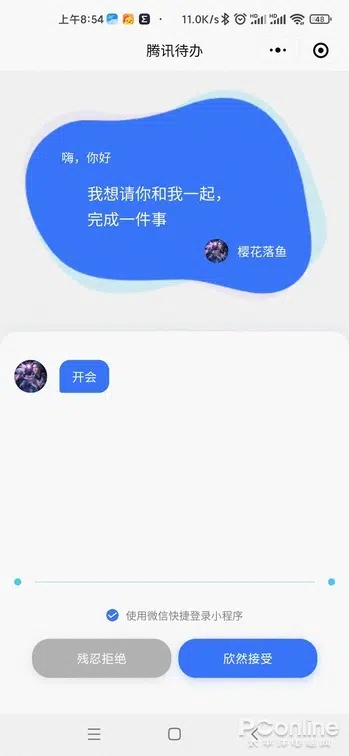 上午8:54
11.0K/s
HD
HD
48
腾讯待办
嗨，你好
我想请你和我一起，
完成一件事
樱花落鱼
开会
使用微信快捷登录小程序
残忍拒绝
欣然接受
PConline
太平洋电脑网